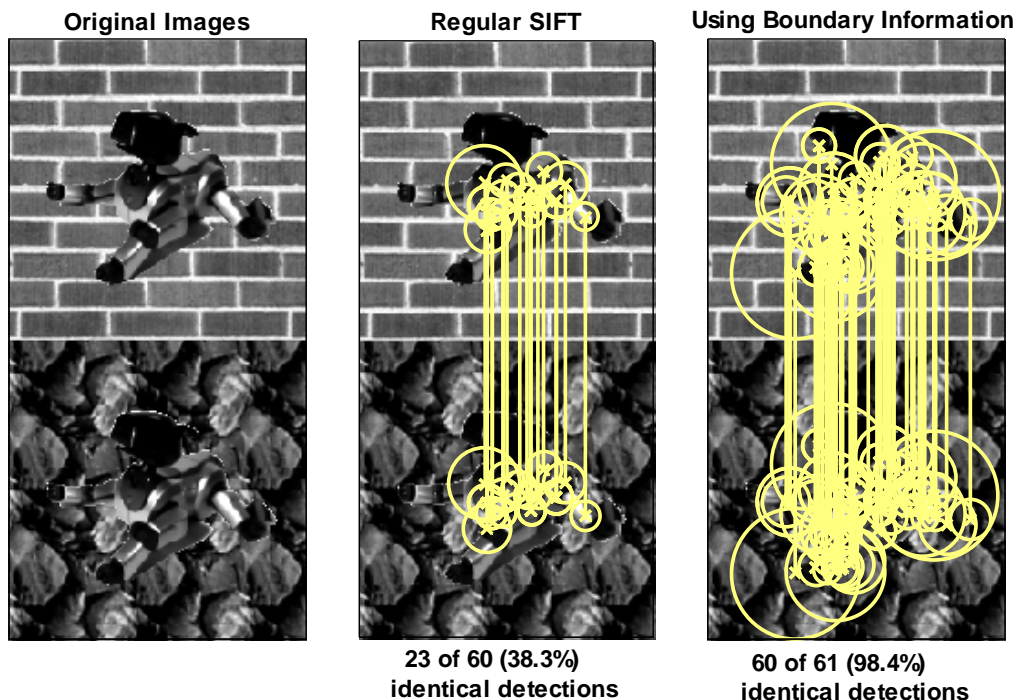 Original Images
Regular SIFT
Using Boundary Information
23 of 60 (38.3%)
identical detections
60 of 61 (98.4%)
identical detections